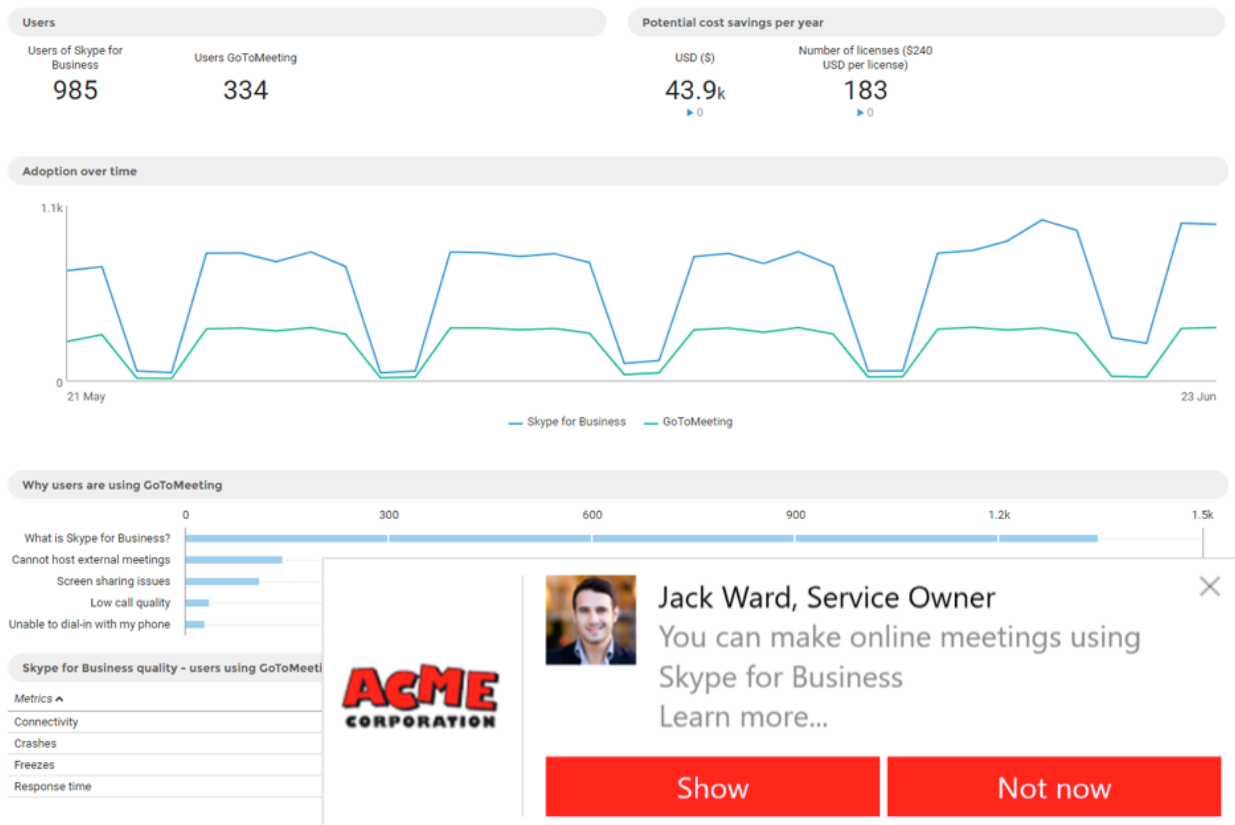 Users
Users of Skype for
Business
985
Users GoToMeeting
334
Potential cost savings per year
USD ($)
43.9k
0
Number of licenses ($240
USD per license)
183
0
Adoption over time
1.1k
0
21 May
23 Jun
Skype for Business
GoToMeeting
Why users are using GoToMeeting
0 300 600 900 1.2k 1.5k
What is Skype for Business?
Cannot host external meetings
Screen sharing issues
Low call quality
Unable to dial-in with my phone
Skype for Business quality - users using GoToMeeti
Metrics
Connectivity
Crashes
Freezes
Response time
ACME
CORPORATION
Jack Ward, Service Owner
You can make online meetings using
Skype for Business
Learn more...
Show
Not now